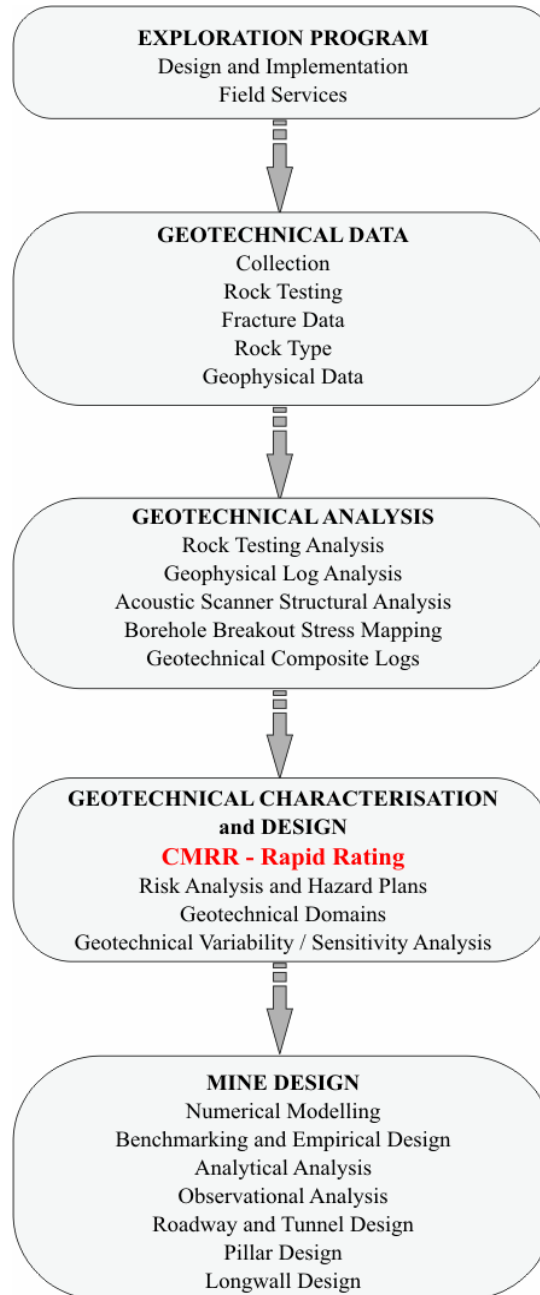 EXPLORATION PROGRAM
Design and Implementation
Field Services
GEOTECHNICAL DATA
Collection
Rock Testing
Fracture Data
Rock Type
Geophysical Data
GEOTECHNICAL ANALYSIS
Rock Testing Analysis
Geophysical Log Analysis
Acoustic Scanner Structural Analysis
Borehole Breakout Stress Mapping
Geotechnical Composite Logs
GEOTECHNICAL CHARACTERISATION
and DESIGN
CMRR - Rapid Rating
Risk Analysis and Hazard Plans
Geotechnical Domains
Geotechnical Variability / Sensitivity Analysis
MINE DESIGN
Numerical Modelling
Benchmarking and Empirical Design
Analytical Analysis
Observational Analysis
Roadway and Tunnel Design
Pillar Design
Longwall Design